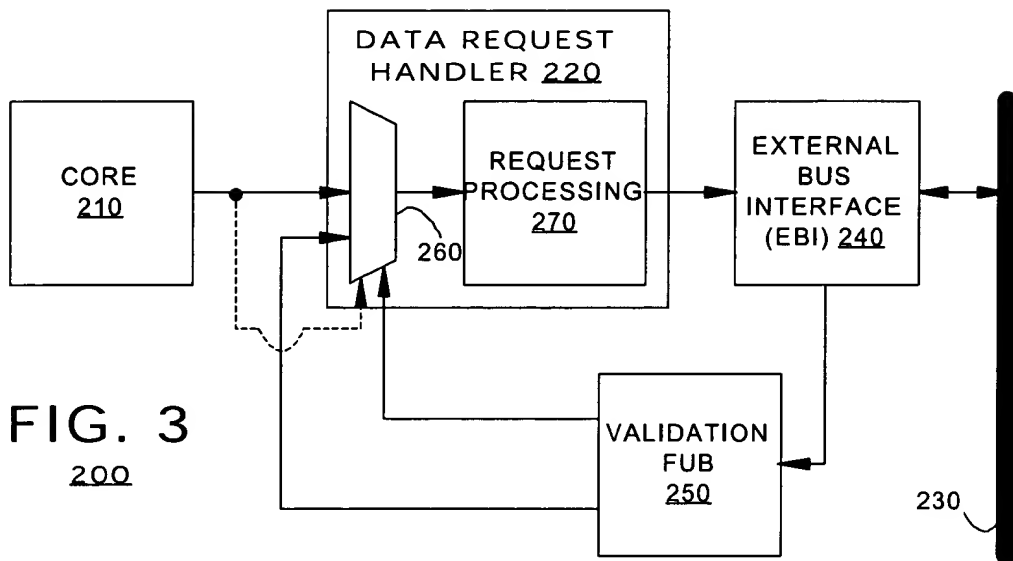 DATA REQUEST
HANDLER 220
CORE
210
REQUEST
PROCESSING
270
EXTERNAL
BUS
INTERFACE
(EBI) 240
260
FIG. 3
200
VALIDATION
FUB
250
230